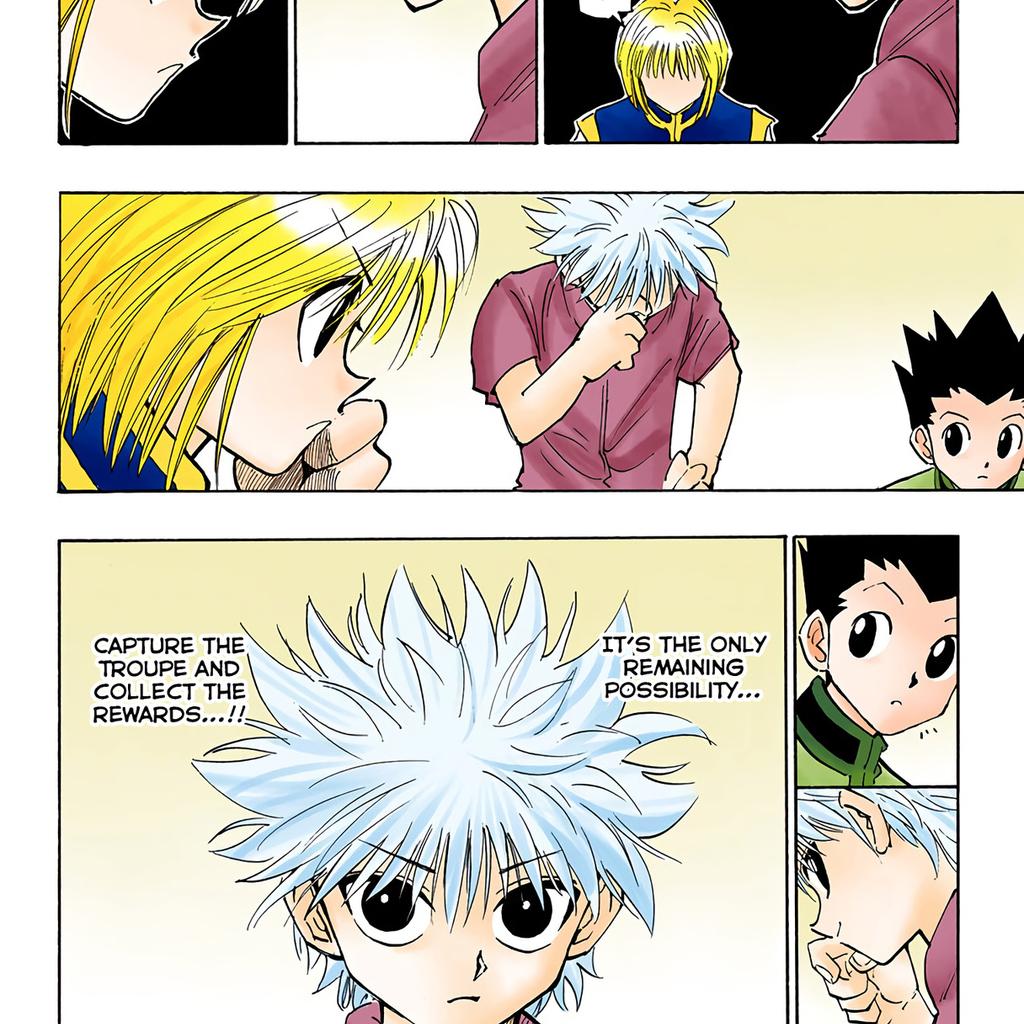 IT'S THE ONLY
REMAINING
POSSIBILITY...
CAPTURE THE
TROUPE AND
COLLECT THE
REWARDS...!!